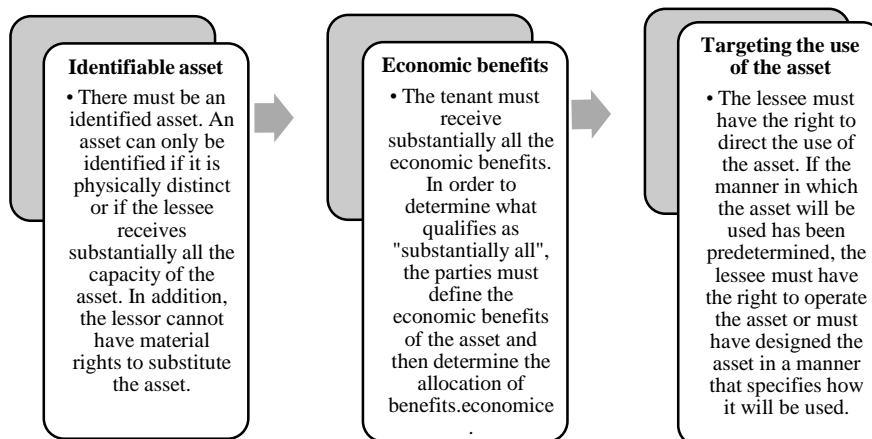 Identifiable asset
• There must be an
identified asset. An
asset can only be
identified if it is
physically distinct
or if the lessee
receives
substantially all the
capacity of the
asset. In addition,
the lessor cannot
have material
rights to substitute
the asset.
Economic benefits
• The tenant must
receive
substantially all the
economic benefits.
In order to
determine what
qualifies as
"substantially all",
the parties must
define the
economic benefits
of the asset and
then determine the
allocation of
benefits.economice
.
Targeting the use
of the asset
• The lessee must
have the right to
direct the use of
the asset. If the
manner in which
the asset will be
used has been
predetermined, the
lessee must have
the right to operate
the asset or must
have designed the
asset in a manner
that specifies how
it will be used.